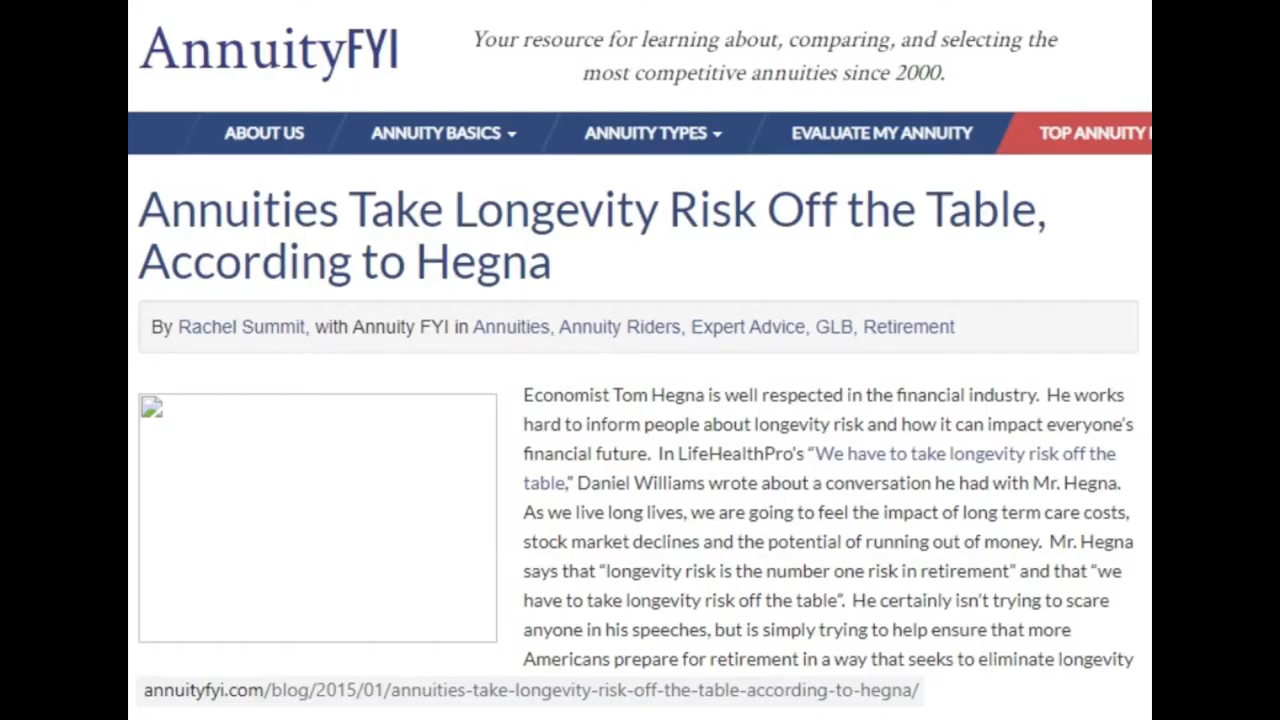 AnnuityFYI
Your resource for learning about, comparing, and selecting the
most competitive annuities since 2000.
ABOUT US
ANNUITY BASICS
ANNUITY TYPES
EVALUATE MY ANNUITY
TOP ANNUITY
Annuities Take Longevity Risk Off the Table,
According to Hegna
By Rachel Summit, with Annuity FYI in Annuities, Annuity Riders, Expert Advice, GLB, Retirement
Economist Tom Hegna is well respected in the financial industry. He works
hard to inform people about longevity risk and how it can impact everyone's
financial future. In LifeHealthPro's “We have to take longevity risk off the
table,” Daniel Williams wrote about a conversation he had with Mr. Hegna.
As we live long lives, we are going to feel the impact of long term care costs,
stock market declines and the potential of running out of money. Mr. Hegna
says that “longevity risk is the number one risk in retirement” and that “we
have to take longevity risk off the table”. He certainly isn't trying to scare
anyone in his speeches, but is simply trying to help ensure that more
Americans prepare for retirement in a way that seeks to eliminate longevity
annuityfyi.com/blog/2015/01/annuities-take-longevity-risk-off-the-table-according-to-hegna/